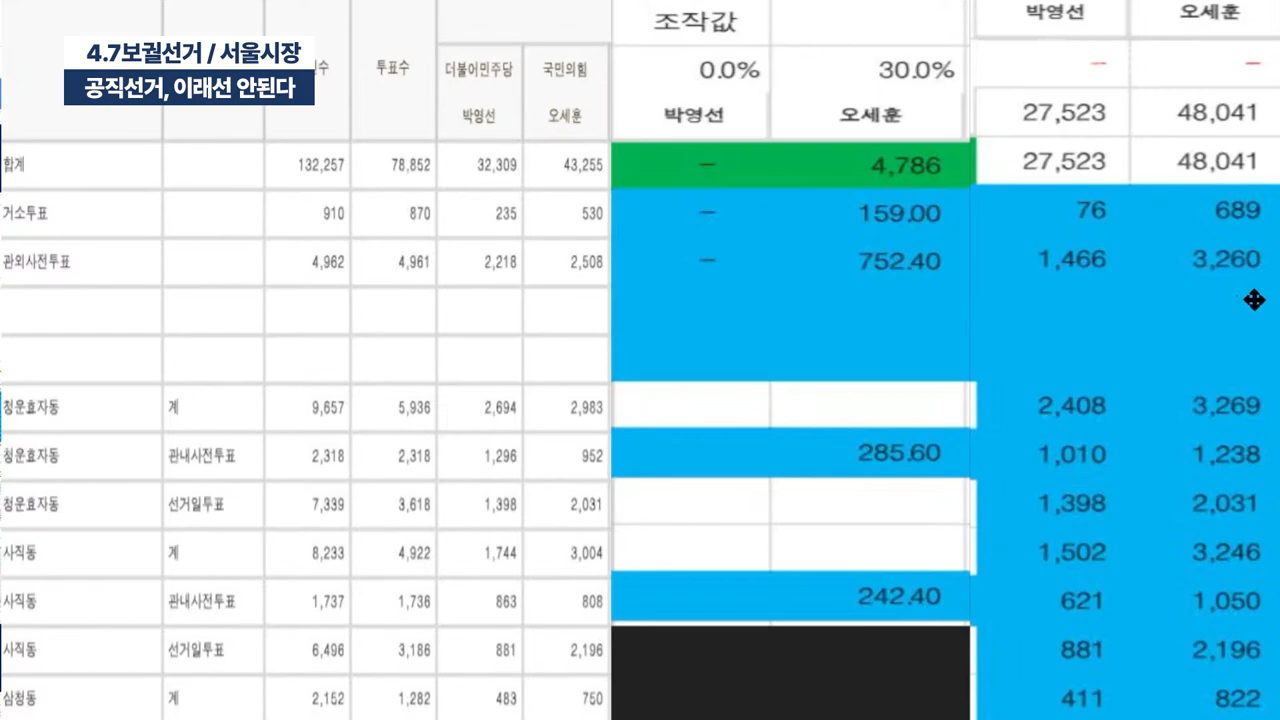 4.7보궐선거 / 서울시장
공직선거, 이래선 안된다
수 투표수 더불어민주당 국민의힘
박영선 오세훈
조작값
0.0% 30.0%
박영선 오세훈
박영선 오세훈
– –
27,523 48,041
합계 132,257 78,852 32,309 43,255 – 4,786 27,523 48,041
거소투표 910 870 235 530 – 159.00 76 689
관외사전투표 4,962 4,961 2,218 2,508 – 752.40 1,466 3,260
청운효자동 계 9,657 5,936 2,694 2,983 2,408 3,269
청운효자동 관내사전투표 2,318 2,318 1,296 952 285.60 1,010 1,238
청운효자동 선거일투표 7,339 3,618 1,398 2,031 1,398 2,031
사직동 계 8,233 4,922 1,744 3,004 1,502 3,246
사직동 관내사전투표 1,737 1,736 863 808 242.40 621 1,050
사직동 선거일투표 6,496 3,186 881 2,196 881 2,196
삼청동 계 2,152 1,282 483 750 411 822